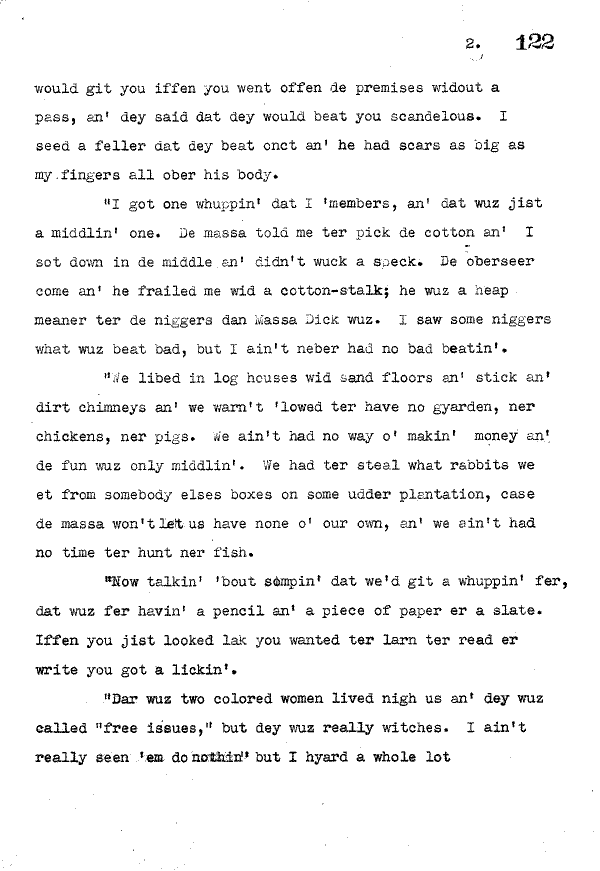 2. 122
would git you iffen you went offen de premises widout a
pass, an' dey said dat dey would beat you scandelous. I
seed a feller dat dey beat onct an' he had scars as big as
my fingers all ober his body.
"I got one whuppin' dat I 'members, an' dat wuz jist
a middlin' one. De massa told me ter pick de cotton an' I
sot down in de middle an' didn't wuck a speck. De oberseer
come an' he frailed me wid a cotton-stalk; he wuz a heap
meaner ter de niggers dan Massa Dick wuz. I saw some niggers
what wuz beat bad, but I ain't neber had no bad beatin'.
"We libed in log houses wid sand floors an' stick an'
dirt chimneys an' we warn't 'lowed ter have no gyarden, ner
chickens, ner pigs. We ain't had no way o' makin' money an'
de fun wuz only middlin'. We had ter steal what rabbits we
et from somebody elses boxes on some udder plantation, case
de massa won't let us have none o' our own, an' we ain't had
no time ter hunt ner fish.
"Now talkin' 'bout sompin' dat we'd git a whuppin' fer,
dat wuz fer havin' a pencil an' a piece of paper er a slate.
Iffen you jist looked lak you wanted ter larn ter read er
write you got a lickin'.
"Dar wuz two colored women lived nigh us an' dey wuz
called "free issues," but dey wuz really witches. I ain't
really seen 'em do nothin' but I hyard a whole lot